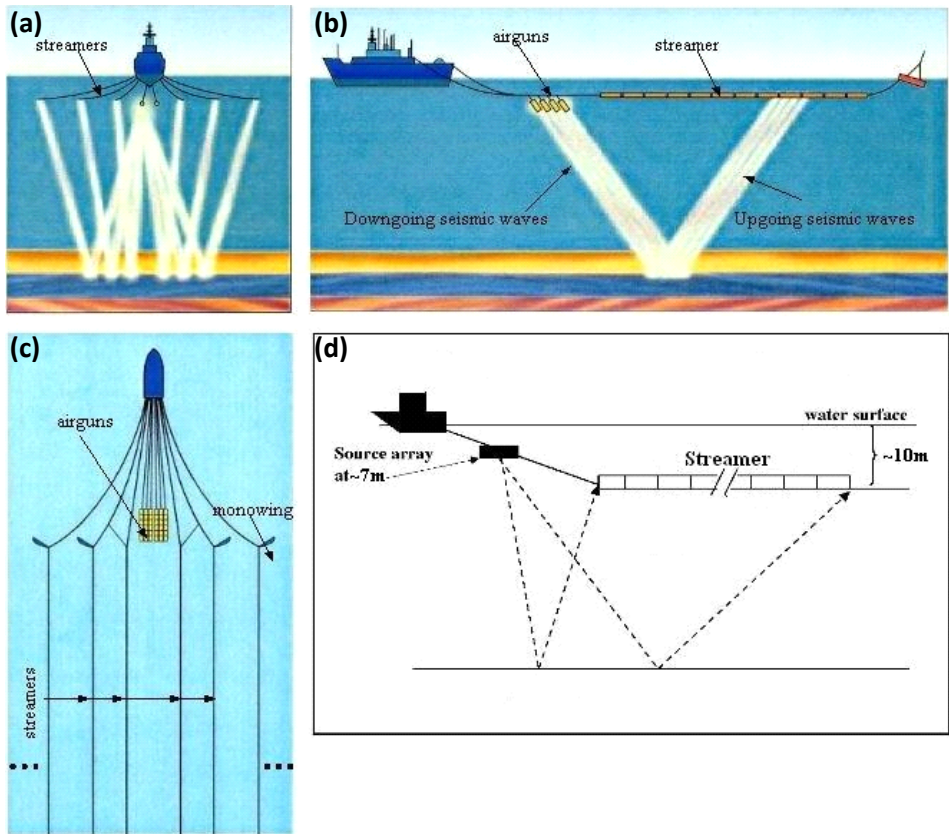 (a)
streamers
(b)
airguns
streamer
Downgoing seismic waves
Upgoing seismic waves
(c)
airguns
monowing
streamers
(d)
water surface
Source array
at~7m
Streamer
~10m